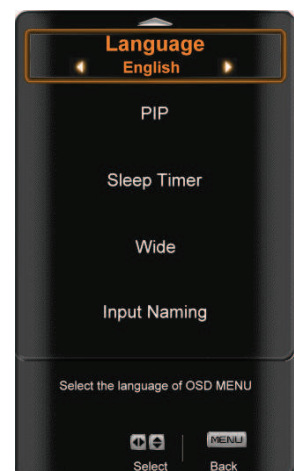 Language
English
PIP
Sleep Timer
Wide
Input Naming
Select the language of OSD MENU
MENU
Select Back